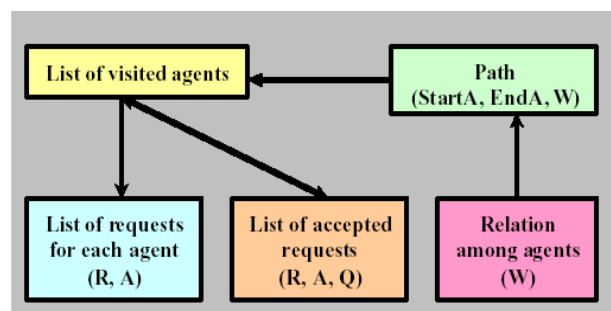 List of visited agents
Path
(StartA, EndA, W)
List of requests
for each agent
(R, A)
List of accepted
requests
(R, A, Q)
Relation
among agents
(W)